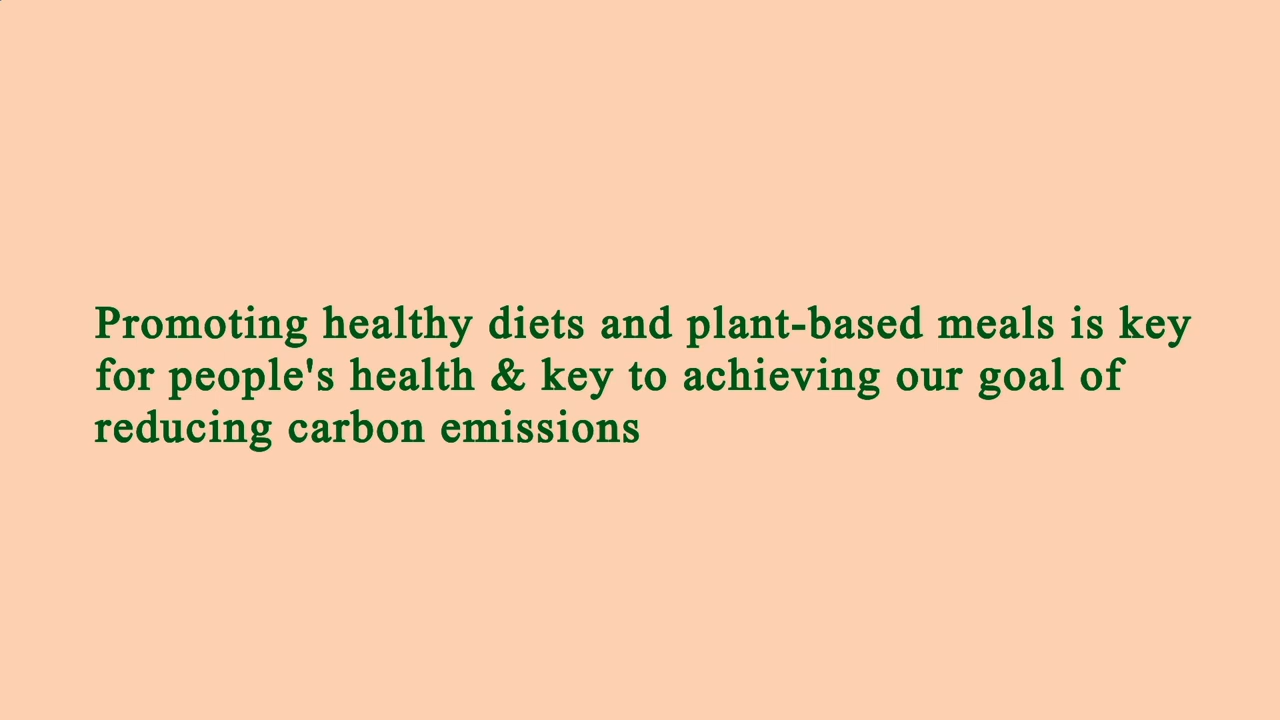 Promoting healthy diets and plant-based meals is key
for people's health & key to achieving our goal of
reducing carbon emissions